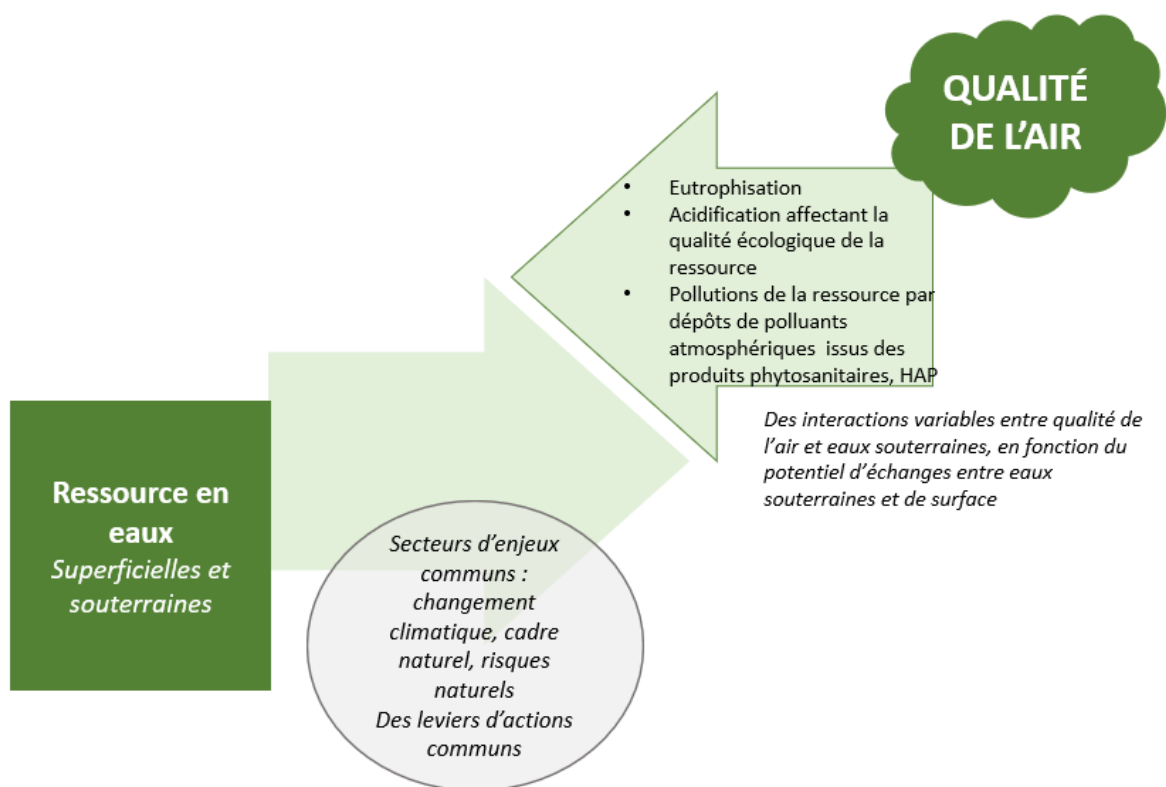 QUALITÉ
DE L'AIR
• Eutrophisation
• Acidification affectant la
qualité écologique de la
ressource
• Pollutions de la ressource par
dépôts de polluants
atmosphériques issus des
produits phytosanitaires, HAP
Des interactions variables entre qualité de
l'air et eaux souterraines, en fonction du
potentiel d'échanges entre eaux
souterraines et de surface
Ressource en
eaux
Superficielles et
souterraines
Secteurs d'enjeux
communs :
changement
climatique, cadre
naturel, risques
naturels
Des leviers d'actions
communs